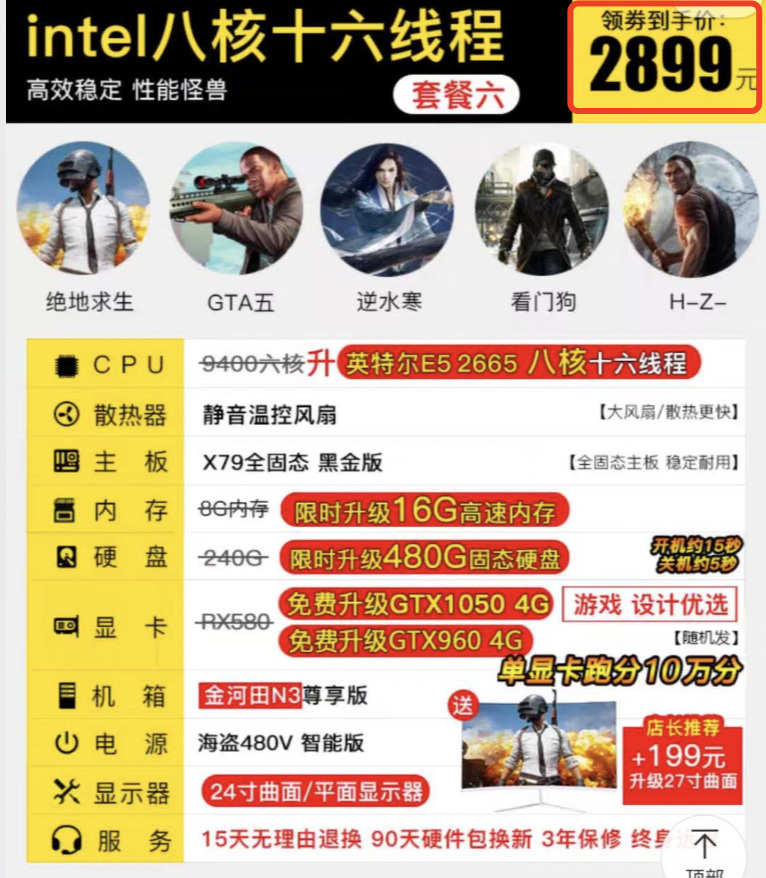 intel八核十六线程
高效稳定 性能怪兽
套餐六
领券到手价:
2899元
绝地求生
GTA五
逆水寒
看门狗
H-Z-
CPU 9400六核升 英特尔E5 2665 八核十六线程
散热器 静音温控风扇 【大风扇/散热更快】
主板 X79全固态 黑金版 【全固态主板 稳定耐用】
内存 8G内存 限时升级16G高速内存
硬盘 240G 限时升级480G固态硬盘
开机约15秒
关机约5秒
显卡 RX580 免费升级GTX1050 4G 游戏 设计优选
免费升级GTX960 4G 【随机发】
单显卡跑分10万分
机箱 金河田N3尊享版
送
电源 海盗480V 智能版
店长推荐
+199元
升级27寸曲面
显示器 24寸曲面/平面显示器
服务 15天无理由退换 90天硬件包换新 3年保修 终身
顶部